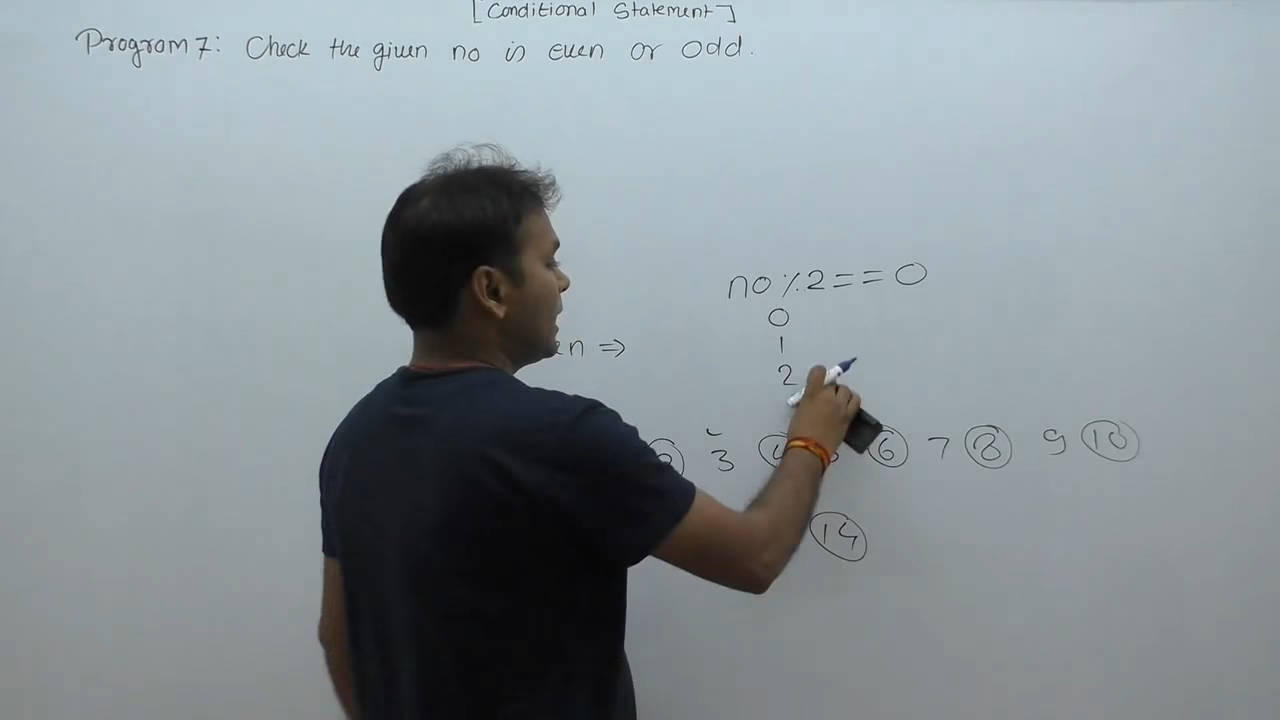 [Conditional Statement]
Program 7: Check the given no is even or odd.
no%2==0
0
1
2
en =>
3 6 7 8 9 10
14